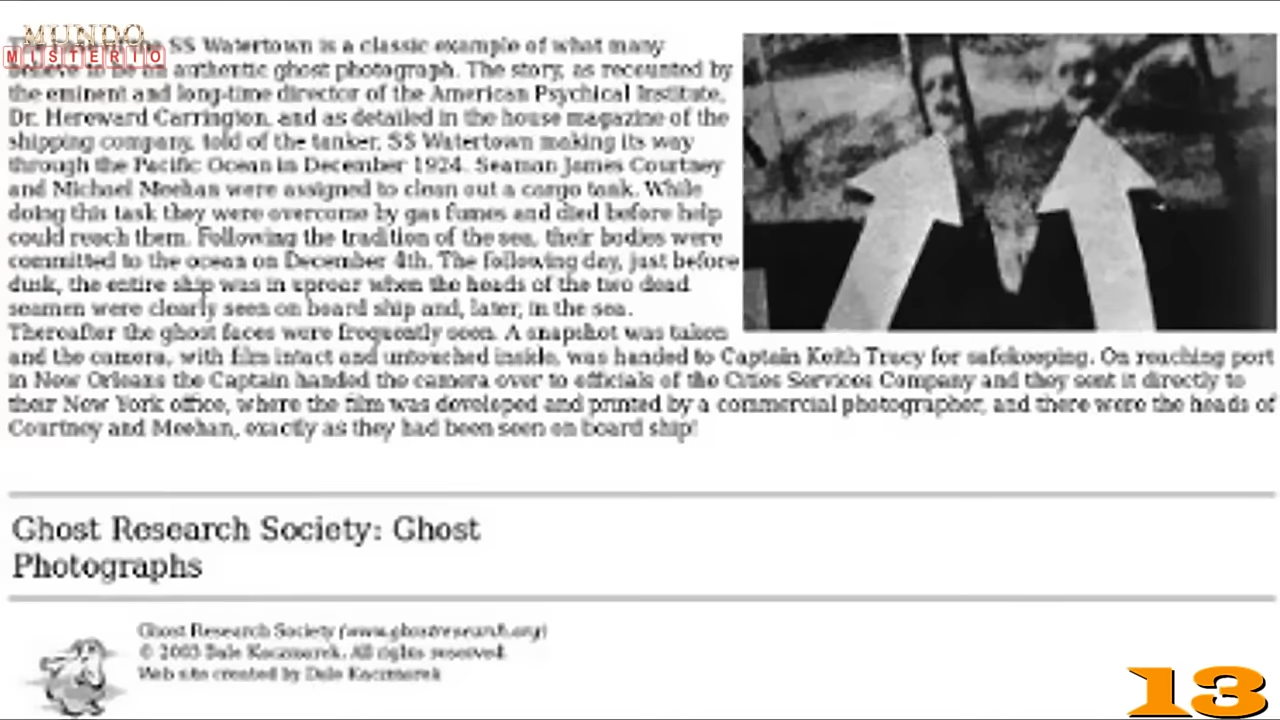 MUNDO
MISTERIO
SS Watertown is a classic example of what many
authentic ghost photograph. The story, as recounted by
the eminent and long-time director of the American Psychical Institute,
Dr. Hereward Carrington, and as detailed in the house magazine of the
shipping company, told of the tanker, SS Watertown making its way
through the Pacific Ocean in December 1924. Seaman James Courtney
and Michael Meehan were assigned to clean out a cargo tank. While
doing this task they were overcome by gas fumes and died before help
could reach them. Following the tradition of the sea, their bodies were
committed to the ocean on December 4th. The following day, just before
dusk, the entire ship was in uproar when the heads of the two dead
seamen were clearly seen on board ship and, later, in the sea.
Thereafter the ghost faces were frequently seen. A snapshot was taken
and the camera, with film intact and untouched inside, was handed to Captain Keith Tracy for safekeeping. On reaching port
in New Orleans the Captain handed the camera over to officials of the Cities Services Company and they sent it directly to
their New York office, where the film was developed and printed by a commercial photographer, and there were the heads of
Courtney and Meehan, exactly as they had been seen on board ship!
Ghost Research Society: Ghost
Photographs
Ghost Research Society (www.ghostresearch.org)
© 2003 Dale Kaczmarek. All rights reserved.
Web site created by Dale Kaczmarek
13